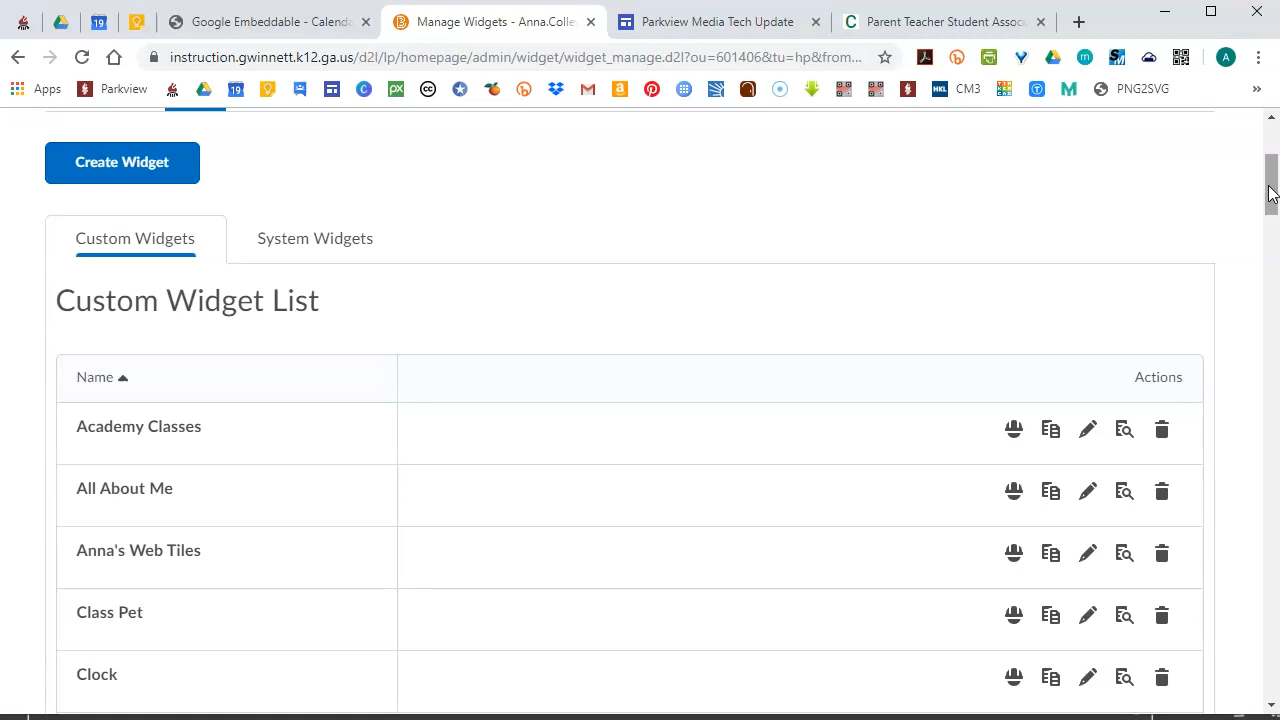 19
Google Embeddable - Calenda
Manage Widgets - Anna.Colle
Parkview Media Tech Update
Parent Teacher Student Assoc
instruction.gwinnett.k12.ga.us/d2l/lp/homepage/admin/widget/widget_manage.d2l?ou=601406&tu=hp&from...
A
Apps
Parkview
19
HKL
CM3
PNG2SVG
»
Create Widget
Custom Widgets
System Widgets
Custom Widget List
Name
Actions
Academy Classes
All About Me
Anna's Web Tiles
Class Pet
Clock